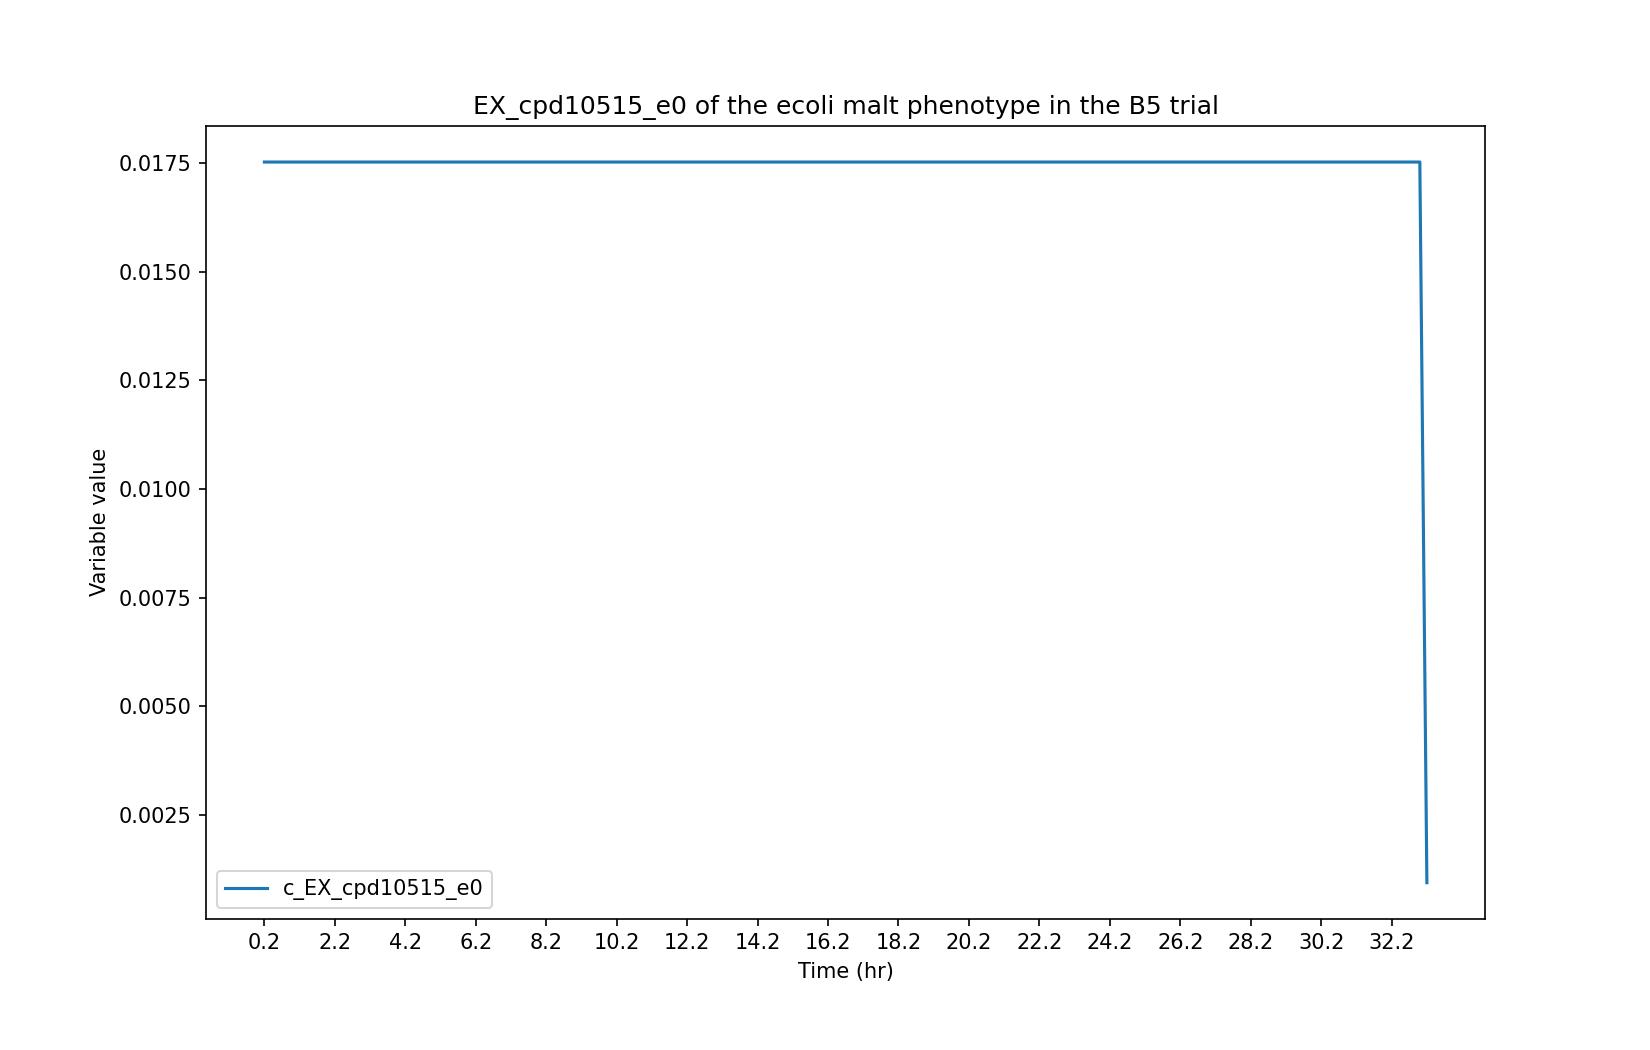 EX_cpd10515_e0 of the ecoli malt phenotype in the B5 trial
0.0175
0.0150
0.0125
0.0100
0.0075
0.0050
0.0025
Variable value
c_EX_cpd10515_e0
0.2 2.2 4.2 6.2 8.2 10.2 12.2 14.2 16.2 18.2 20.2 22.2 24.2 26.2 28.2 30.2 32.2
Time (hr)